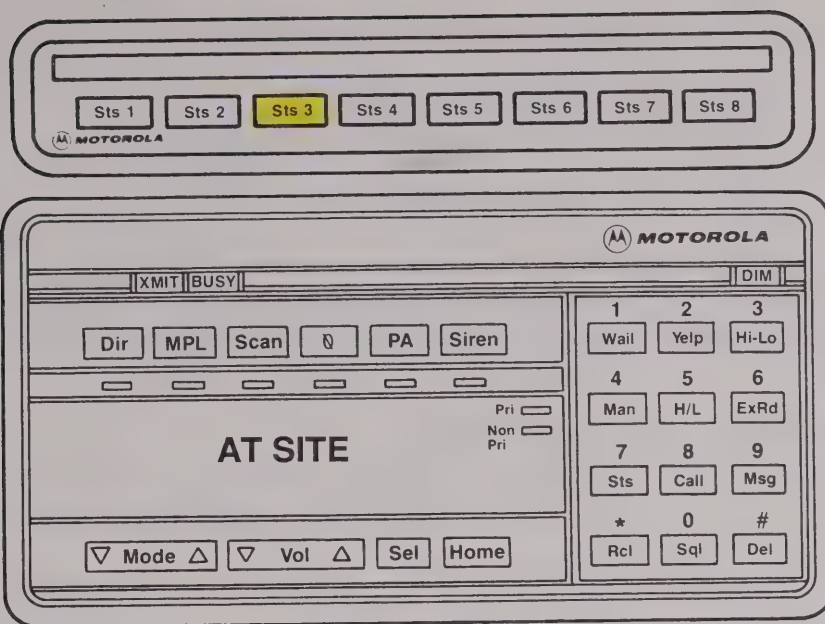 Sts 1 Sts 2 Sts 3 Sts 4 Sts 5 Sts 6 Sts 7 Sts 8
MOTOROLA
MOTOROLA
XMIT BUSY DIM
Dir MPL Scan 0 PA Siren
Pri
Non
Pri
AT SITE
Mode Vol Sel Home
1 2 3
Wail Yelp Hi-Lo
4 5 6
Man H/L ExRd
7 8 9
Sts Call Msg
* 0 #
Rcl Sql Del